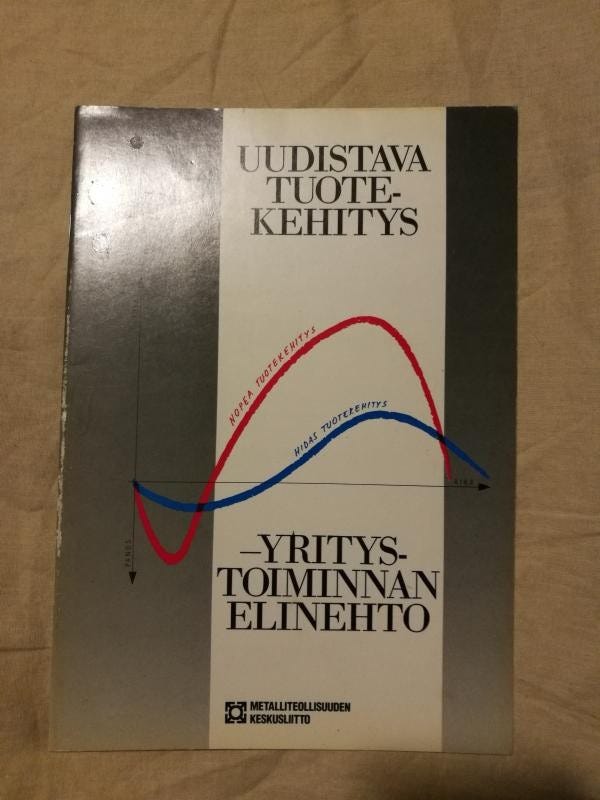 UUDISTAVA
TUOTE-
KEHITYS
NOPEA TUOTEKEHITYS
HIDAS TUOTEKEHITYS
AIKA
PANOS
–YRITYS-
TOIMINNAN
ELINEHTO
METALLITEOLLISUUDEN
KESKUSLIITTO